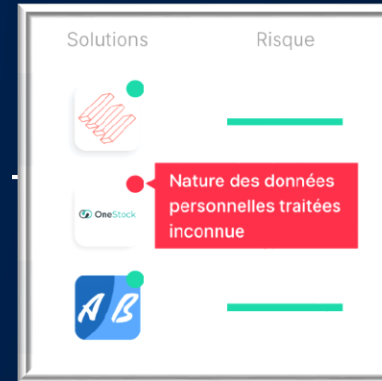 Solutions Risque
Nature des données
personnelles traitées
inconnue
OneStock
A B